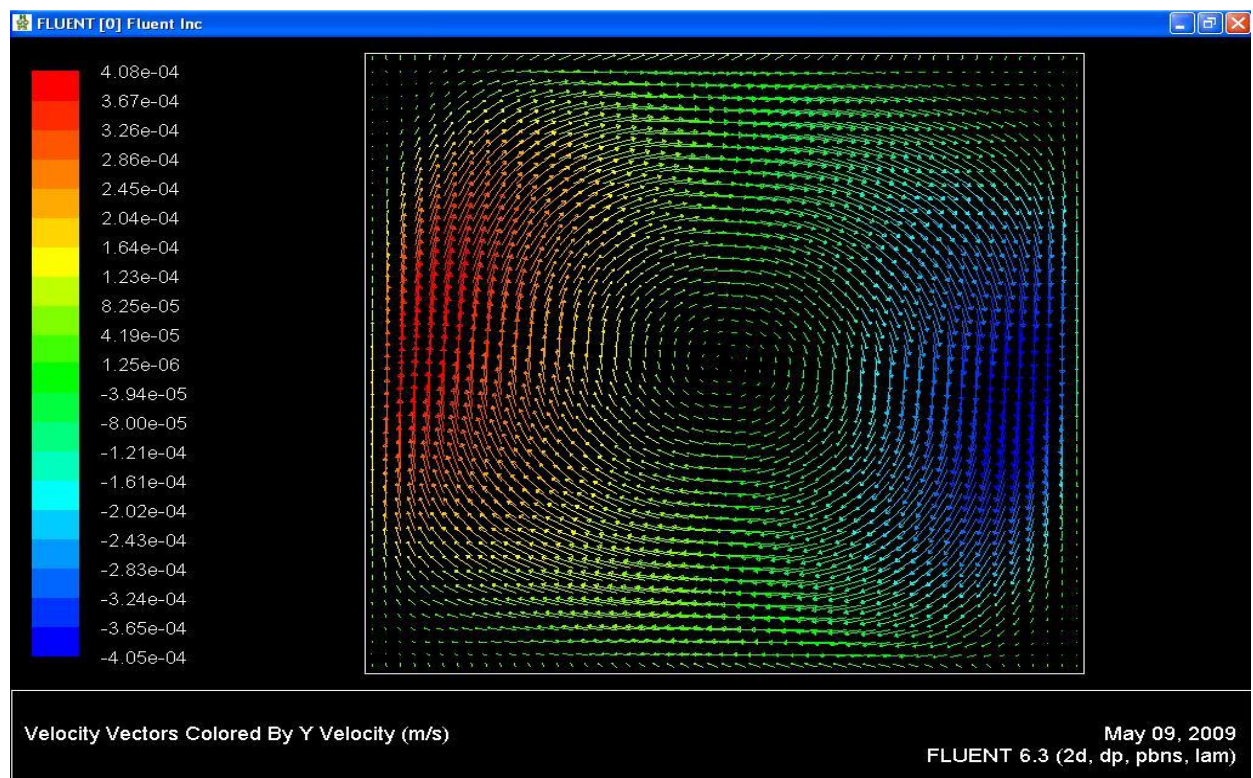 FLUENT [0] Fluent Inc
4.08e-04
3.67e-04
3.26e-04
2.86e-04
2.45e-04
2.04e-04
1.64e-04
1.23e-04
8.25e-05
4.19e-05
1.25e-06
-3.94e-05
-8.00e-05
-1.21e-04
-1.61e-04
-2.02e-04
-2.43e-04
-2.83e-04
-3.24e-04
-3.65e-04
-4.05e-04
Velocity Vectors Colored By Y Velocity (m/s)
May 09, 2009
FLUENT 6.3 (2d, dp, pbns, lam)